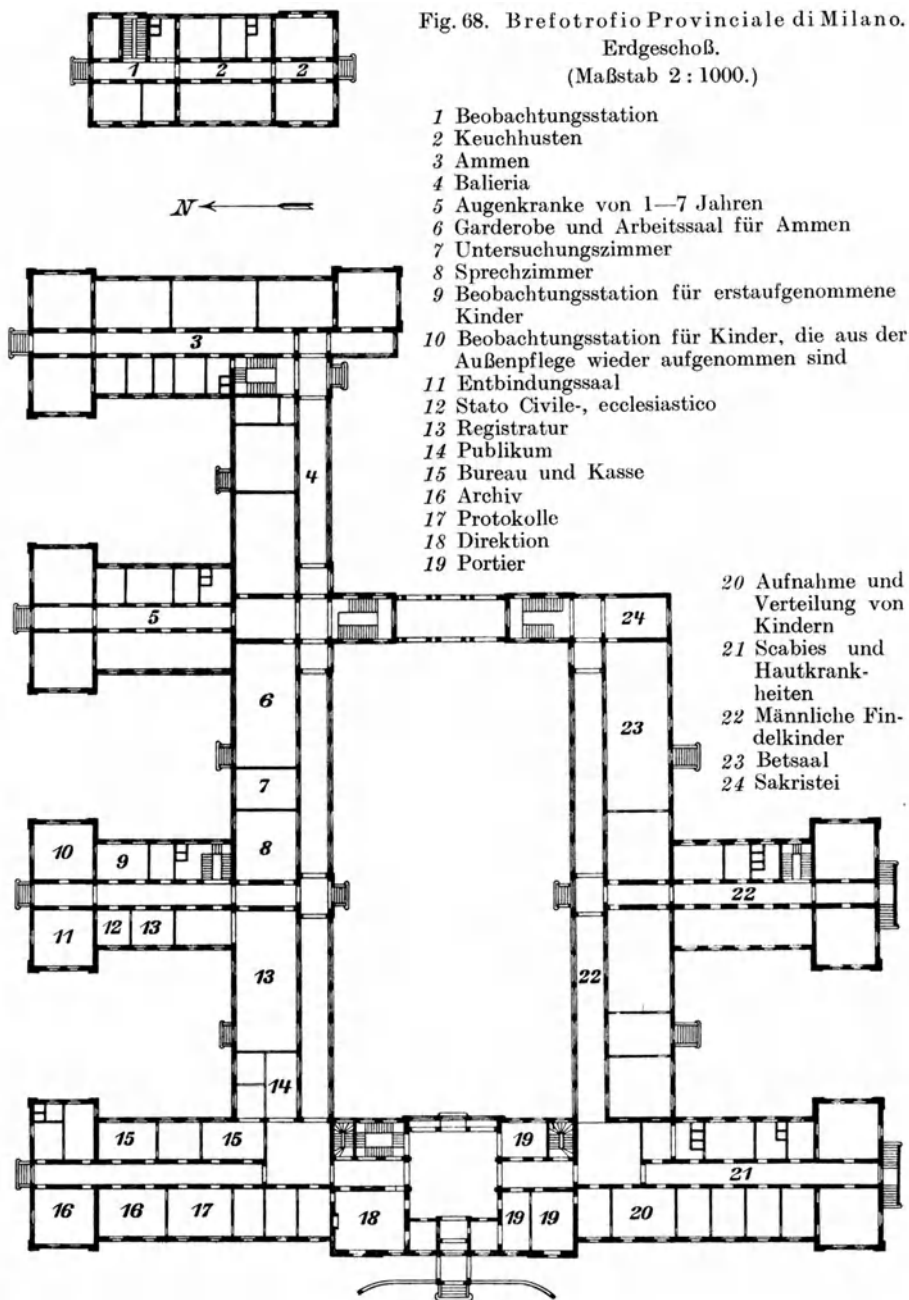 Fig. 68. Brefotrofio Provinciale di Milano.
Erdgeschoß.
(Maßstab 2 : 1000.)
1 Beobachtungsstation
2 Keuchhusten
3 Ammen
4 Balieria
5 Augenkranke von 1—7 Jahren
6 Garderobe und Arbeitssaal für Ammen
7 Untersuchungszimmer
8 Sprechzimmer
9 Beobachtungsstation für erstaufgenommene
Kinder
10 Beobachtungsstation für Kinder, die aus der
Außenpflege wieder aufgenommen sind
11 Entbindungssaal
12 Stato Civile-, ecclesiastico
13 Registratur
14 Publikum
15 Bureau und Kasse
16 Archiv
17 Protokolle
18 Direktion
19 Portier
20 Aufnahme und
Verteilung von
Kindern
21 Scabies und
Hautkrank-
heiten
22 Männliche Fin-
delkinder
23 Betsaal
24 Sakristei
1 2 2
N
3
4
5
24
6
23
7
10 9 8
22
11 12 13
13
22
14
15 15 19
21
16 16 17 18 19 19 20